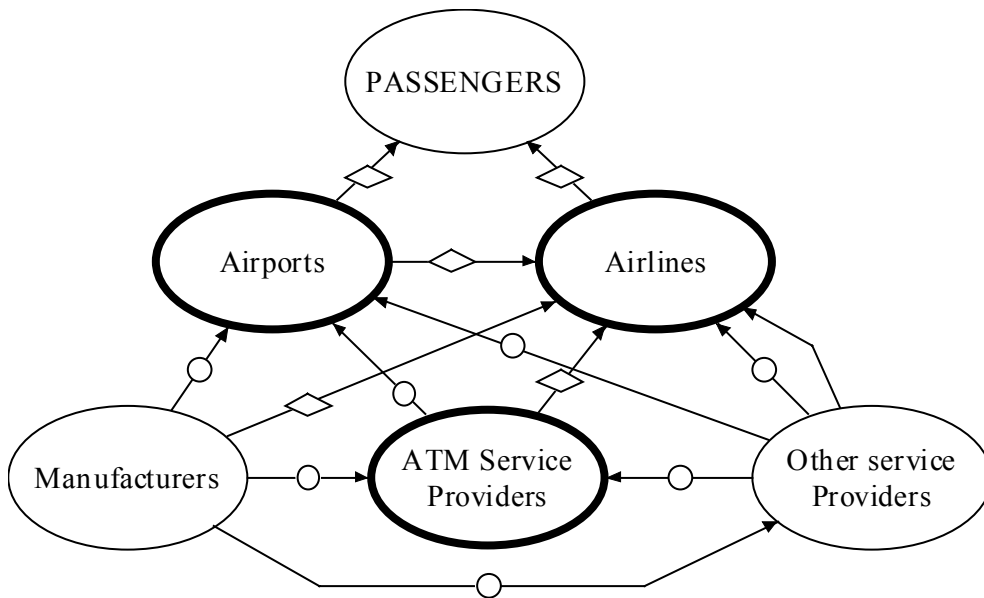 PASSENGERS
Airports
Airlines
Manufacturers
ATM Service
Providers
Other service
Providers